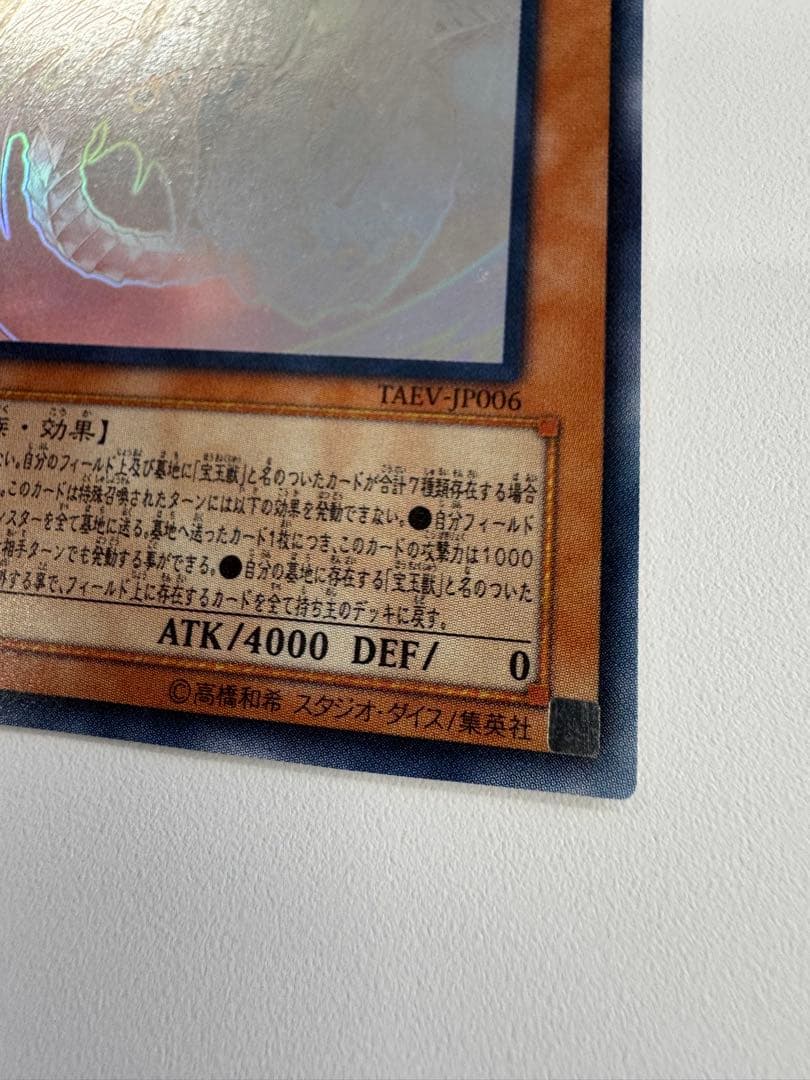 TAEV-JP006
族・効果】
ない。自分のフィールド上及び墓地に「宝玉獣」と名のついたカードが合計7種類存在する場合
。このカードは特殊召喚されたターンには以下の効果を発動できない。●自分フィールド
ンスターを全て墓地に送る。墓地へ送ったカード1枚につき、このカードの攻撃力は1000
相手ターンでも発動する事ができる。●自分の墓地に存在する「宝玉獣」と名のついた
外する事で、フィールド上に存在するカードを全て持ち主のデッキに戻す。
ATK/4000 DEF/ 0
©高橋和希 スタジオ・ダイス/集英社